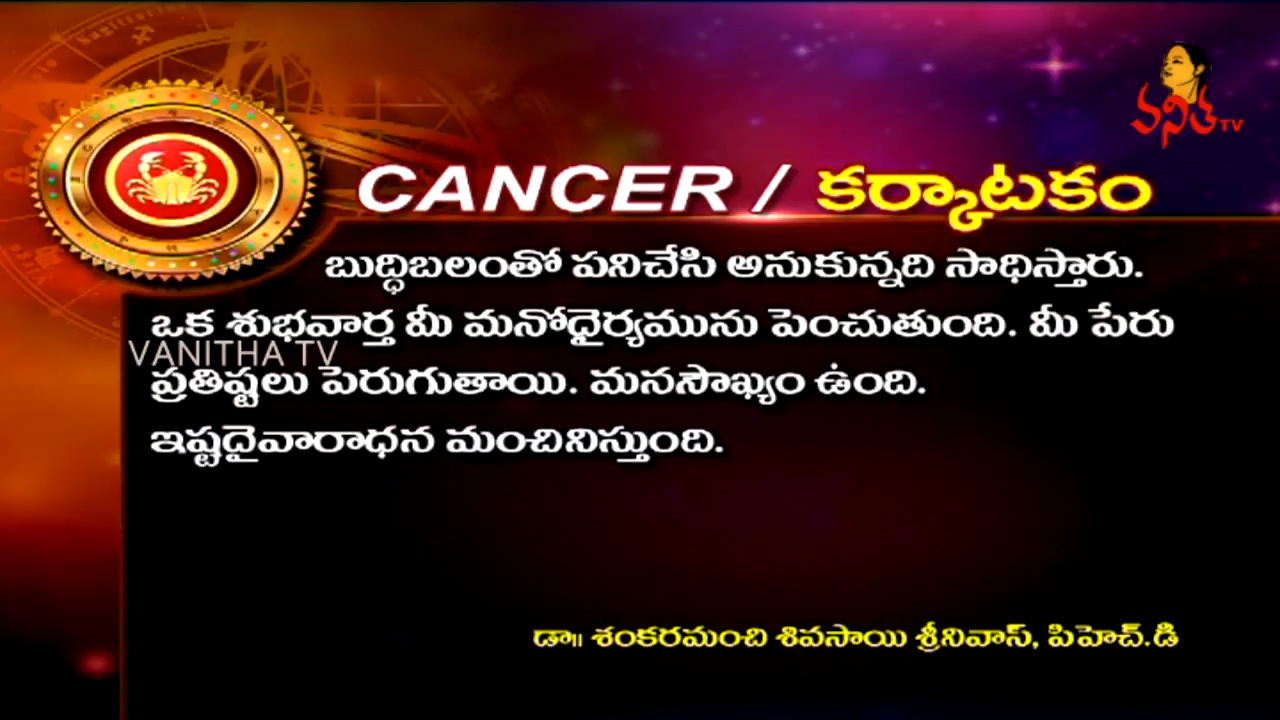 వనిత TV
CANCER / కర్కాటకం
బుద్ధిబలంతో పనిచేసి అనుకున్నది సాధిస్తారు.
ఒక శుభవార్త మీ మనోధైర్యమును పెంచుతుంది. మీ పేరు
VANITHA TV
ప్రతిష్టలు పెరుగుతాయి. మనసౌఖ్యం ఉంది.
ఇష్టదైవారాధన మంచినిస్తుంది.
డా॥ శంకరమంచి శివసాయి శ్రీనివాస్, పిహెచ్.డి